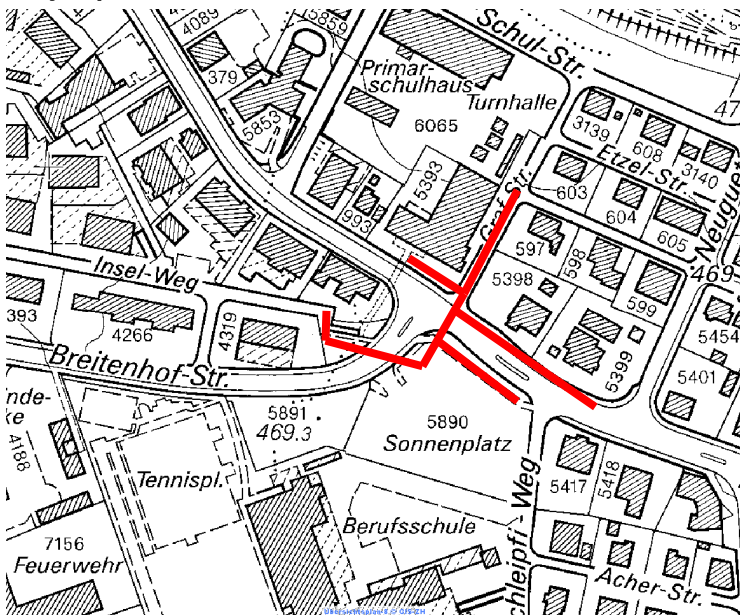 4089
5859
Schul-Str.
379
Primar-
schulhaus
Turnhalle
47
5853
6065
3139
608
3140
Etzel-Str.
5393
993
Graf-str.
603
604
605
Neuguet
597
598
469
5398
599
Insel-Weg
393
4266
4319
5454
5399
5401
Breitenhof-Str.
5891
469.3
5890
Sonnenplatz
4188
Tennispl.
Weg
5417
5418
Berufsschule
7156
Feuerwehr
Acher-Str.